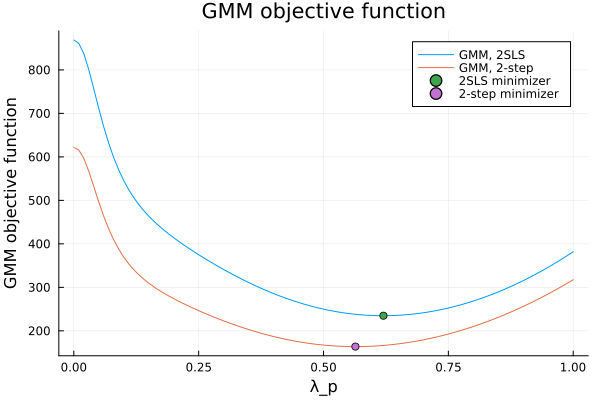 GMM objective function
GMM, 2SLS
GMM, 2-step
2SLS minimizer
2-step minimizer
GMM objective function
800
700
600
500
400
300
200
0.00 0.25 0.50 0.75 1.00
λ_p